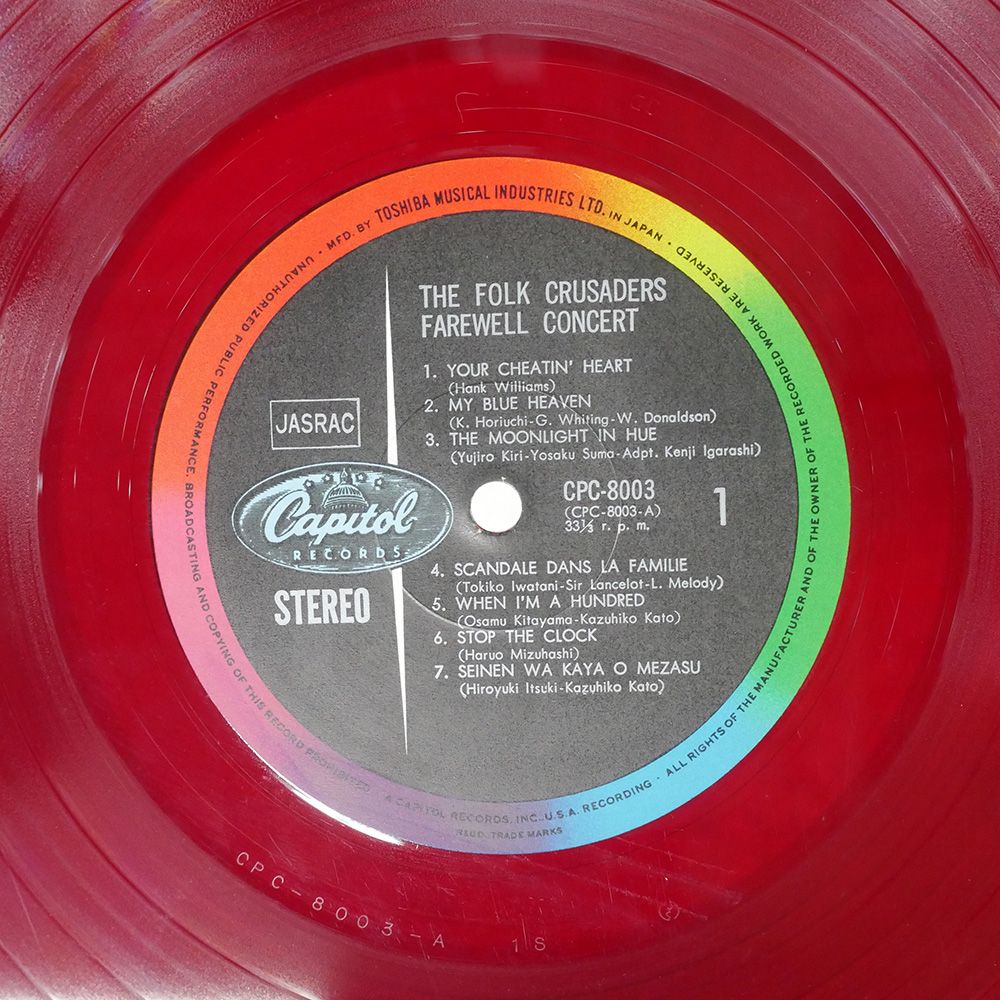 THE FOLK CRUSADERS
FAREWELL CONCERT
1. YOUR CHEATIN' HEART
(Hank Williams)
2. MY BLUE HEAVEN
(K. Horiuchi-G. Whiting-W. Donaldson)
3. THE MOONLIGHT IN HUE
(Yujiro Kiri-Yosaku Suma-Adpt. Kenji Igarashi)
JASRAC
Capitol
RECORDS
STEREO
CPC-8003
(CPC-8003-A)
33⅓ r. p. m.
1
4. SCANDALE DANS LA FAMILIE
(Tokiko Iwatani-Sir Lancelot-L. Melody)
5. WHEN I'M A HUNDRED
(Osamu Kitayama-Kazuhiko Kato)
6. STOP THE CLOCK
(Haruo Mizuhashi)
7. SEINEN WA KAYA O MEZASU
(Hiroyuki Itsuki-Kazuhiko Kato)
MFD. BY TOSHIBA MUSICAL INDUSTRIES LTD. IN JAPAN ·
ALL RIGHTS OF THE MANUFACTURER AND OF THE OWNER OF THE RECORDED WORK ARE RESERVED
UNAUTHORIZED PUBLIC PERFORMANCE, BROADCASTING AND COPYING OF THIS RECORD PROHIBITED
A CAPITOL RECORDS, INC. U.S.A. RECORDING ·
REG'D. TRADE MARKS
CPC-8003-A 1S